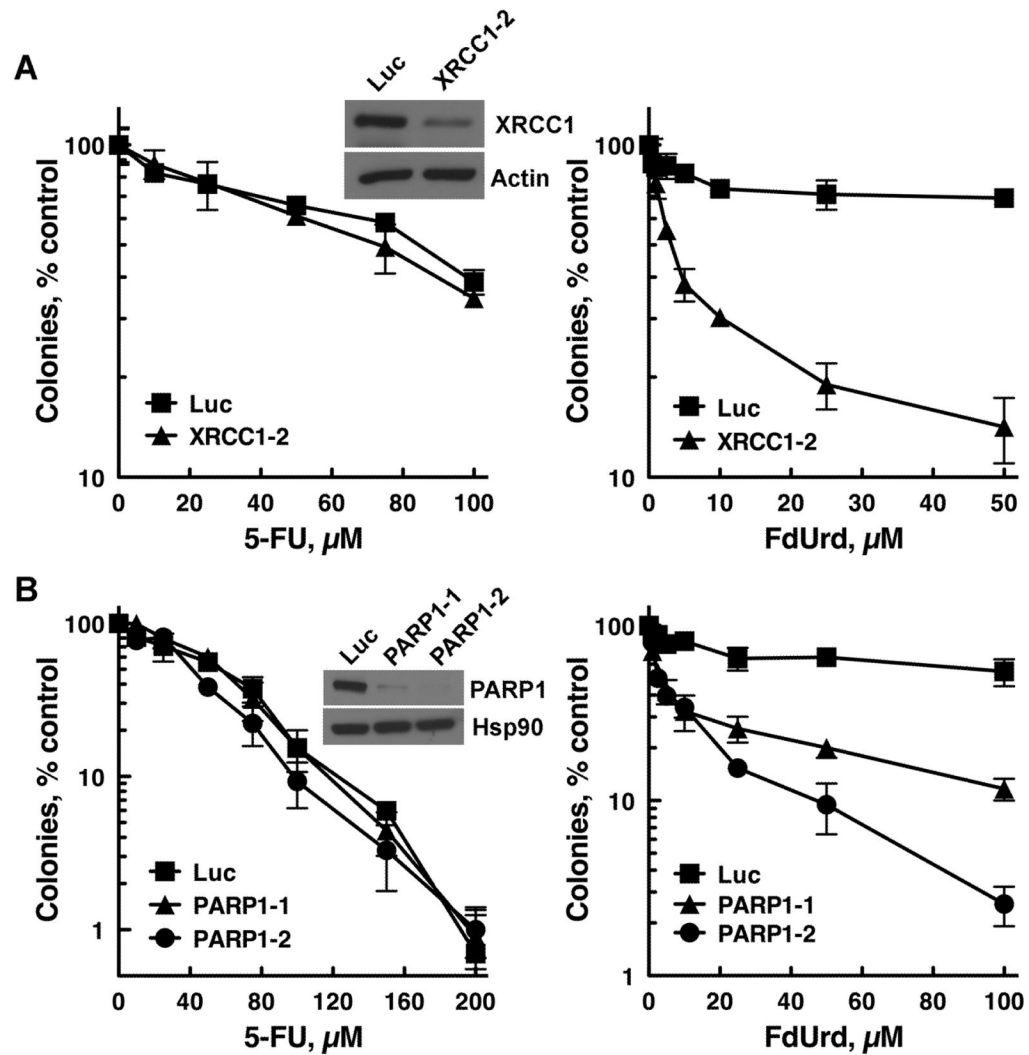 A
Luc
XRCC1-2
XRCC1
Actin
Colonies, % control
100
10
Luc
XRCC1-2
0 20 40 60 80 100
5-FU, µM
Colonies, % control
100
10
Luc
XRCC1-2
0 10 20 30 40 50
FdUrd, µM
B
Luc
PARP1-1
PARP1-2
PARP1
Hsp90
Colonies, % control
100
10
1
Luc
PARP1-1
PARP1-2
0 40 80 120 160 200
5-FU, µM
Colonies, % control
100
10
1
Luc
PARP1-1
PARP1-2
0 20 40 60 80 100
FdUrd, µM